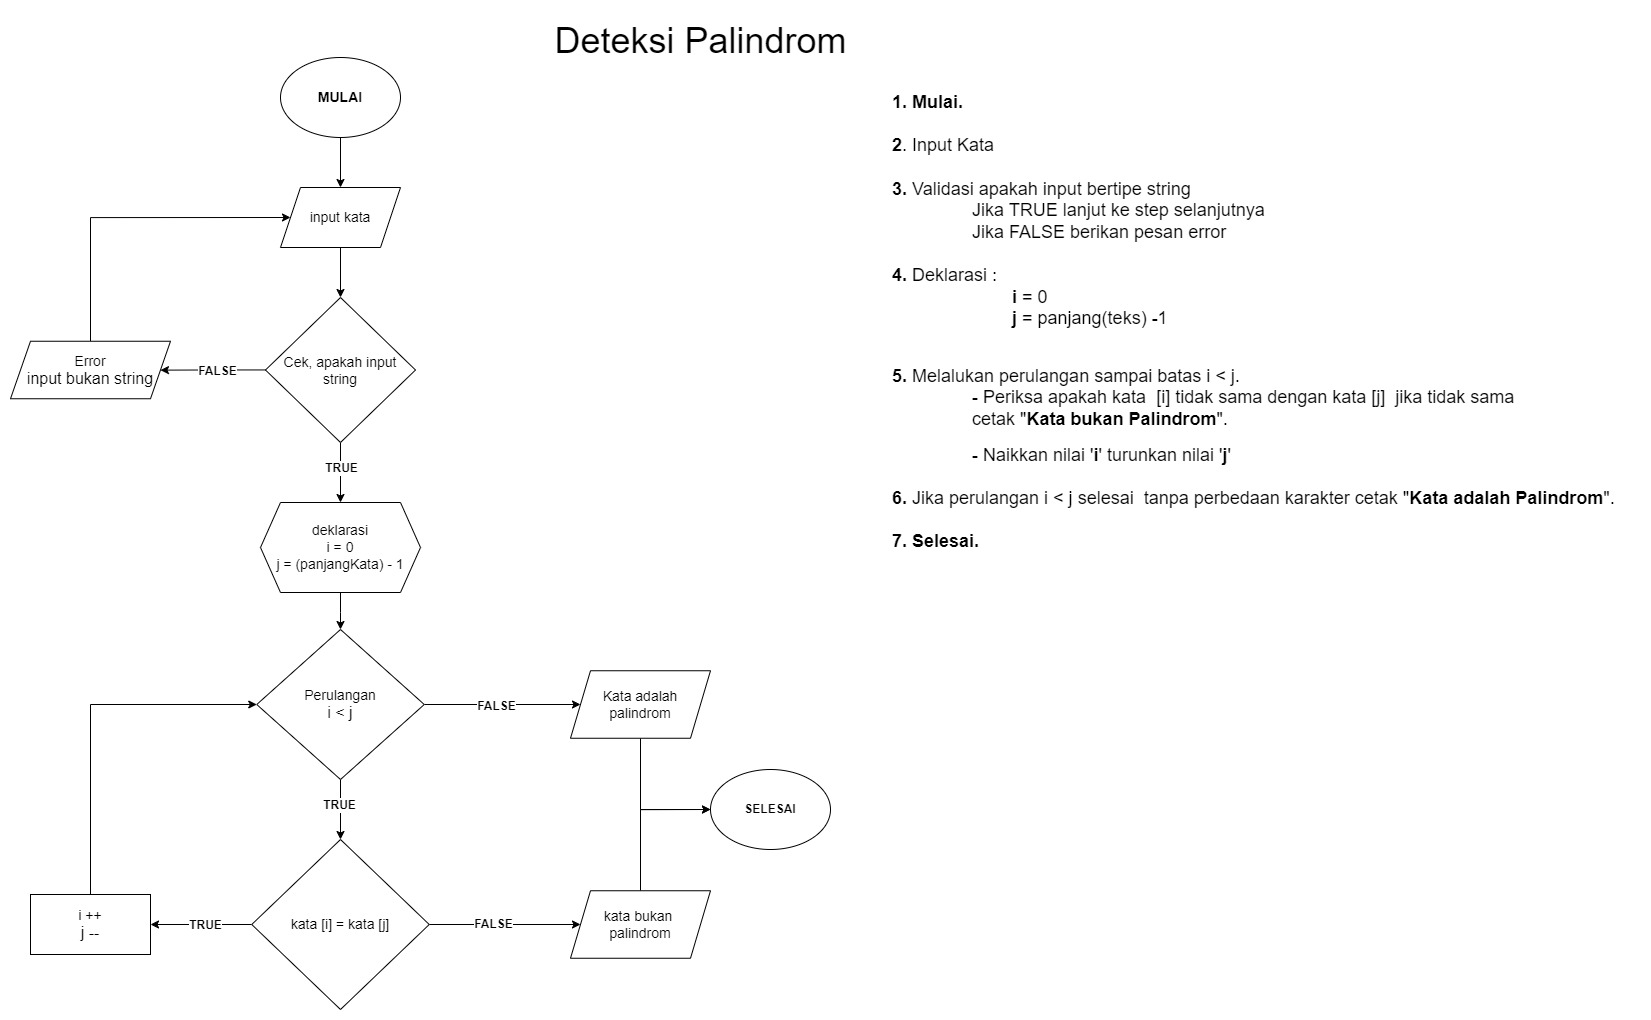 Deteksi Palindrom
MULAI
input kata
Error
input bukan string
FALSE
Cek, apakah input
string
TRUE
deklarasi
i = 0
j = (panjangKata) - 1
Perulangan
i < j
FALSE
Kata adalah
palindrom
TRUE
SELESAI
i ++
j --
TRUE
kata [i] = kata [j]
FALSE
kata bukan
palindrom
1. Mulai.
2. Input Kata
3. Validasi apakah input bertipe string
Jika TRUE lanjut ke step selanjutnya
Jika FALSE berikan pesan error
4. Deklarasi :
i = 0
j = panjang(teks) -1
5. Melalukan perulangan sampai batas i < j.
- Periksa apakah kata  [i] tidak sama dengan kata [j]  jika tidak sama
cetak "Kata bukan Palindrom".
- Naikkan nilai 'i' turunkan nilai 'j'
6. Jika perulangan i < j selesai  tanpa perbedaan karakter cetak "Kata adalah Palindrom".
7. Selesai.